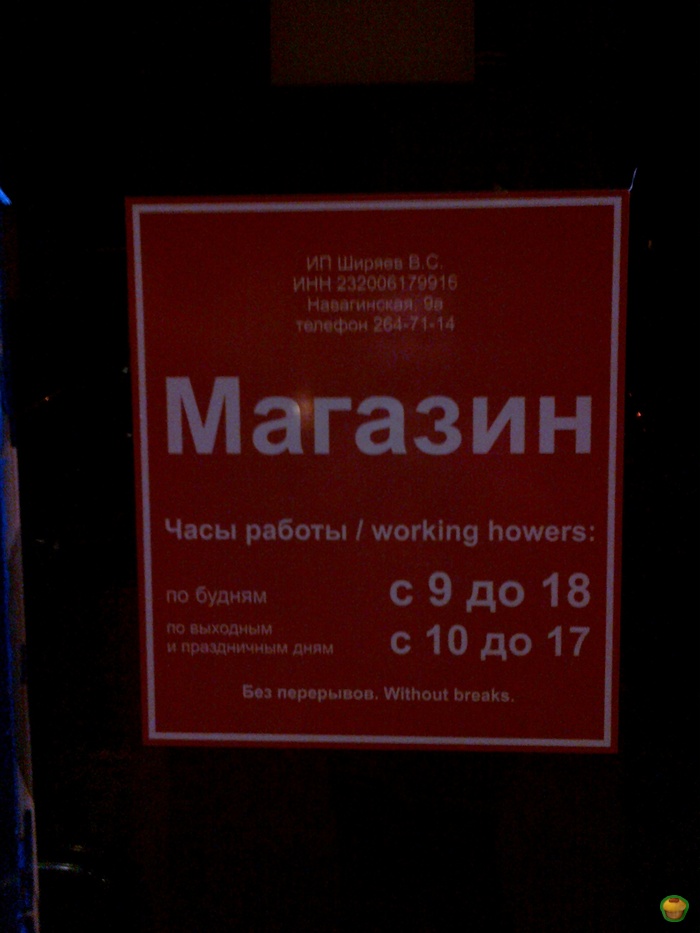 ИП Ширяев В.С.
ИНН 232006179916
Навагинская, 9а
телефон 264-71-14
Магазин
Часы работы / working howers:
по будням с 9 до 18
по выходным
и праздничным дням с 10 до 17
Без перерывов. Without breaks.